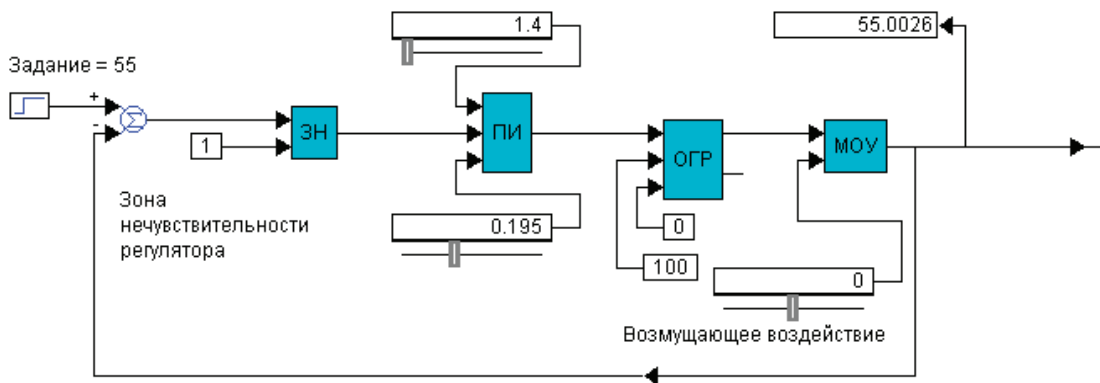 1.4
55.0026
Задание = 55
+
Σ
-
1
ЗН
ПИ
ОГР
МОУ
Зона
нечувствительности
регулятора
0.195
0
100
0
Возмущающее воздействие